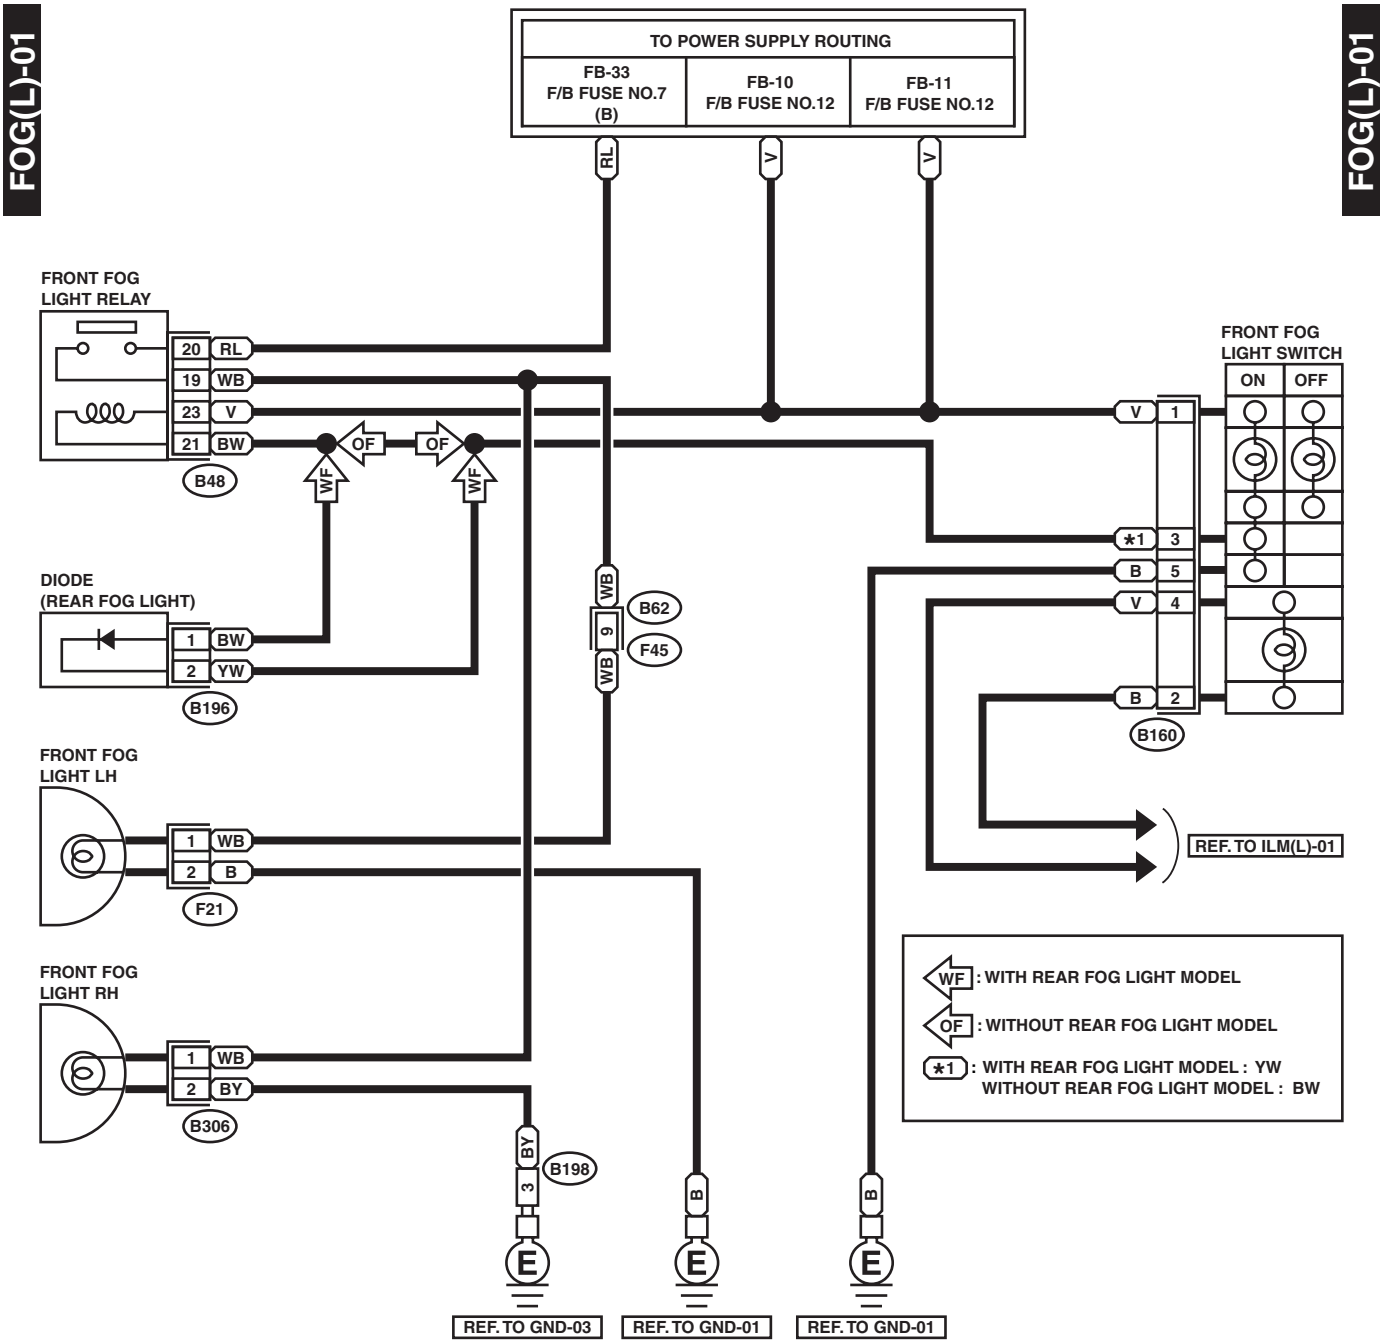 FOG(L)-01
FOG(L)-01
TO POWER SUPPLY ROUTING
FB-33
F/B FUSE NO.7
(B)
FB-10
F/B FUSE NO.12
FB-11
F/B FUSE NO.12
RL
V
V
FRONT FOG
LIGHT RELAY
20 RL
19 WB
23 V
21 BW
B48
OF
OF
WF
WF
FRONT FOG
LIGHT SWITCH
ON OFF
V 1
*1 3
B 5
V 4
B 2
B160
DIODE
(REAR FOG LIGHT)
1 BW
2 YW
B196
WB
B62
9
F45
WB
FRONT FOG
LIGHT LH
1 WB
2 B
F21
REF. TO ILM(L)-01
FRONT FOG
LIGHT RH
1 WB
2 BY
B306
WF : WITH REAR FOG LIGHT MODEL
OF : WITHOUT REAR FOG LIGHT MODEL
*1 : WITH REAR FOG LIGHT MODEL : YW
WITHOUT REAR FOG LIGHT MODEL : BW
BY
B198
3
B
B
E
E
E
REF. TO GND-03
REF. TO GND-01
REF. TO GND-01